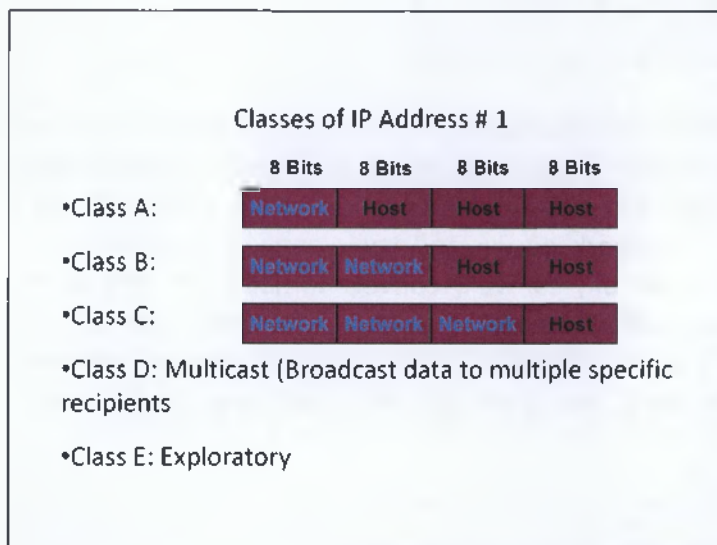 Classes of IP Address # 1
8 Bits 8 Bits 8 Bits 8 Bits
•Class A: Network Host Host Host
•Class B: Network Network Host Host
•Class C: Network Network Network Host
•Class D: Multicast (Broadcast data to multiple specific
recipients
•Class E: Exploratory